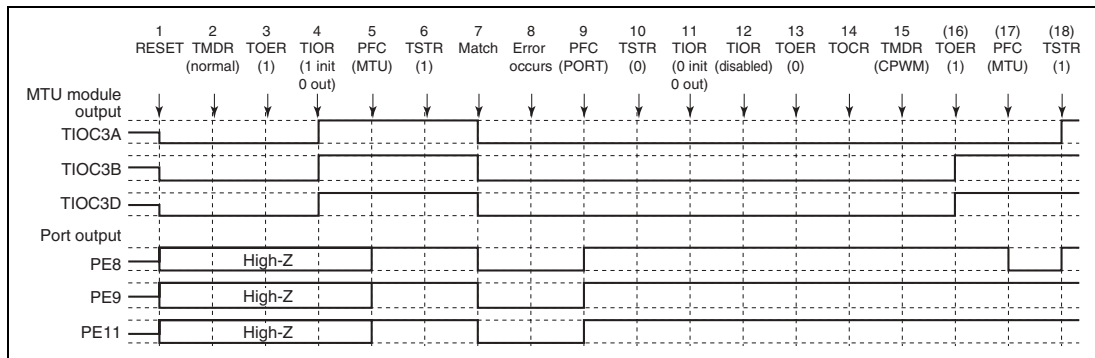 1 2 3 4 5 6 7 8 9 10 11 12 13 14 15 (16) (17) (18)
RESET TMDR TOER TIOR PFC TSTR Match Error PFC TSTR TIOR TIOR TOER TOCR TMDR TOER PFC TSTR
(normal) (1) (1 init (MTU) (1) occurs (PORT) (0) (0 init (disabled) (0) (CPWM) (1) (MTU) (1)
0 out) 0 out)
MTU module
output
TIOC3A
TIOC3B
TIOC3D
Port output
PE8 High-Z
PE9 High-Z
PE11 High-Z